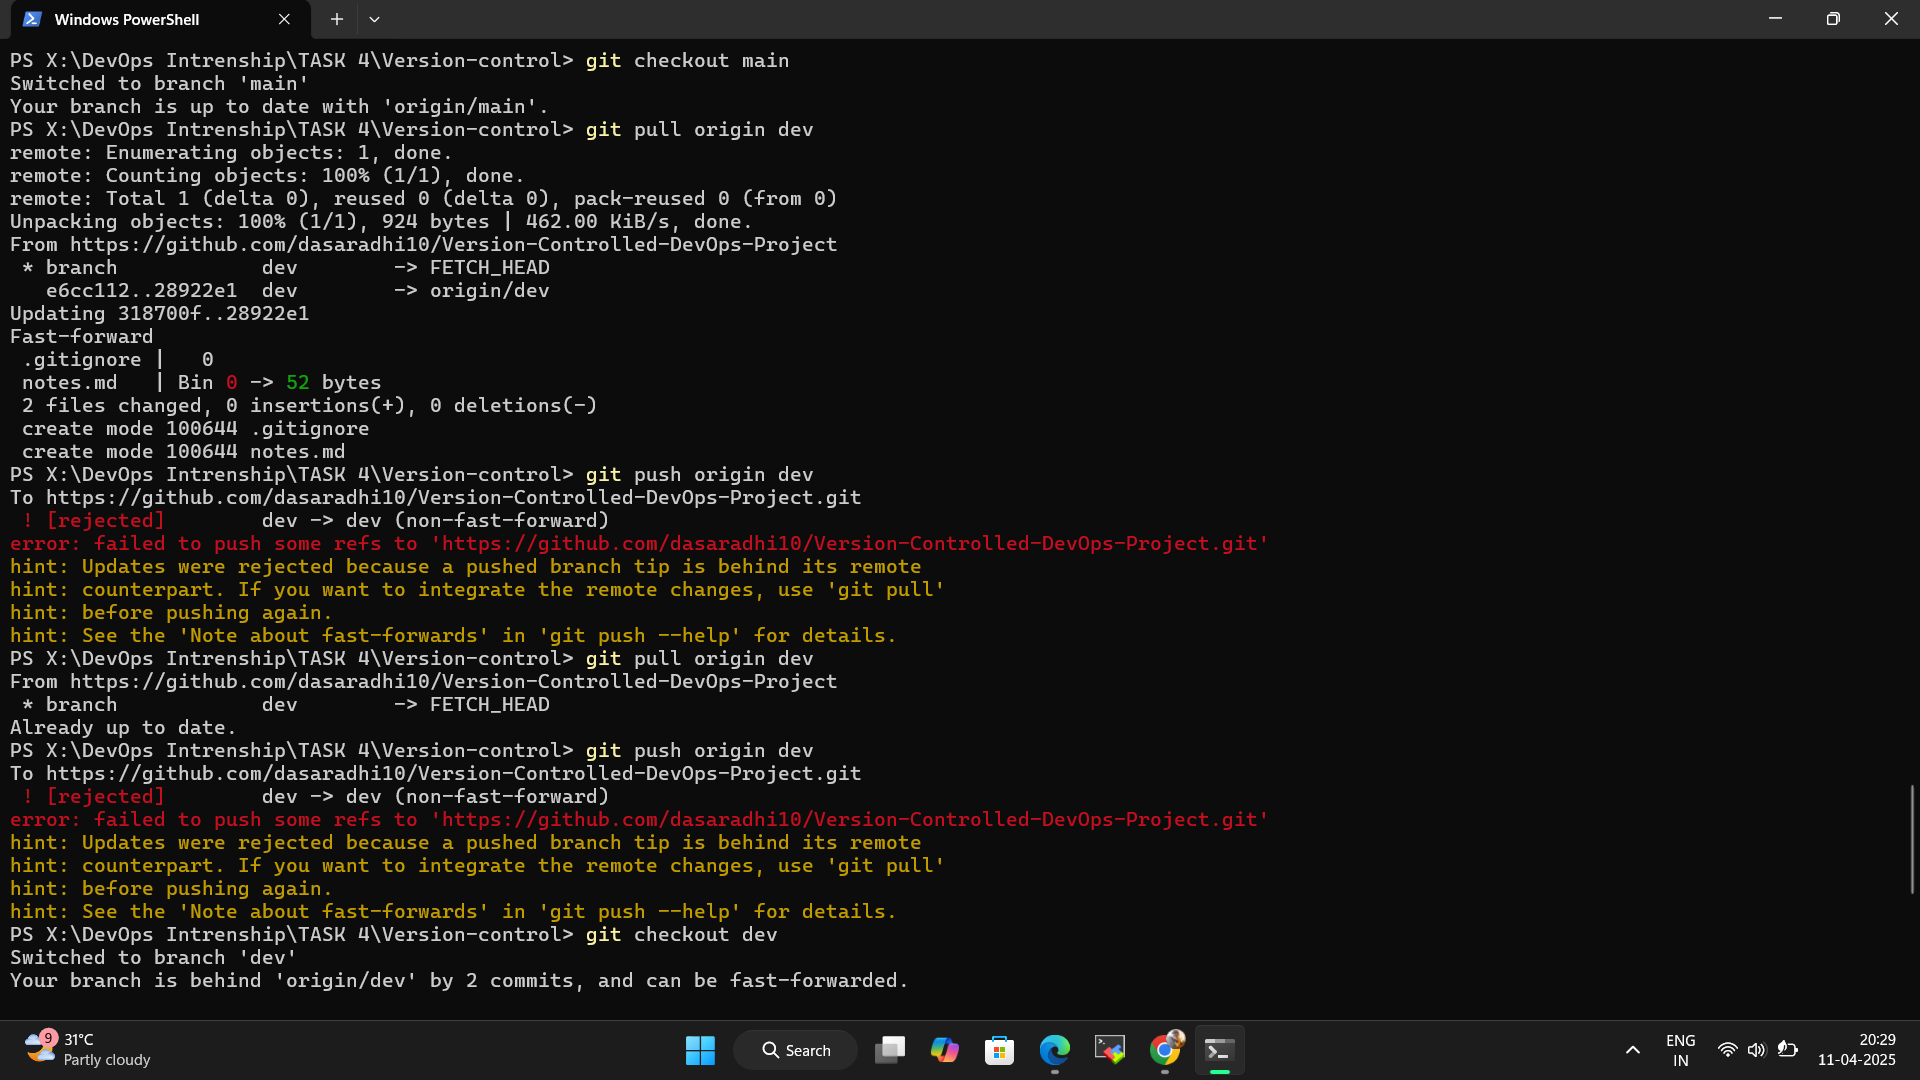 Windows PowerShell
PS X:\DevOps Intrenship\TASK 4\Version-control> git checkout main
Switched to branch 'main'
Your branch is up to date with 'origin/main'.
PS X:\DevOps Intrenship\TASK 4\Version-control> git pull origin dev
remote: Enumerating objects: 1, done.
remote: Counting objects: 100% (1/1), done.
remote: Total 1 (delta 0), reused 0 (delta 0), pack-reused 0 (from 0)
Unpacking objects: 100% (1/1), 924 bytes | 462.00 KiB/s, done.
From https://github.com/dasaradhi10/Version-Controlled-DevOps-Project
 * branch            dev        -> FETCH_HEAD
   e6cc112..28922e1  dev        -> origin/dev
Updating 318700f..28922e1
Fast-forward
 .gitignore |   0
 notes.md   | Bin 0 -> 52 bytes
 2 files changed, 0 insertions(+), 0 deletions(-)
 create mode 100644 .gitignore
 create mode 100644 notes.md
PS X:\DevOps Intrenship\TASK 4\Version-control> git push origin dev
To https://github.com/dasaradhi10/Version-Controlled-DevOps-Project.git
 ! [rejected]        dev -> dev (non-fast-forward)
error: failed to push some refs to 'https://github.com/dasaradhi10/Version-Controlled-DevOps-Project.git'
hint: Updates were rejected because a pushed branch tip is behind its remote
hint: counterpart. If you want to integrate the remote changes, use 'git pull'
hint: before pushing again.
hint: See the 'Note about fast-forwards' in 'git push --help' for details.
PS X:\DevOps Intrenship\TASK 4\Version-control> git pull origin dev
From https://github.com/dasaradhi10/Version-Controlled-DevOps-Project
 * branch            dev        -> FETCH_HEAD
Already up to date.
PS X:\DevOps Intrenship\TASK 4\Version-control> git push origin dev
To https://github.com/dasaradhi10/Version-Controlled-DevOps-Project.git
 ! [rejected]        dev -> dev (non-fast-forward)
error: failed to push some refs to 'https://github.com/dasaradhi10/Version-Controlled-DevOps-Project.git'
hint: Updates were rejected because a pushed branch tip is behind its remote
hint: counterpart. If you want to integrate the remote changes, use 'git pull'
hint: before pushing again.
hint: See the 'Note about fast-forwards' in 'git push --help' for details.
PS X:\DevOps Intrenship\TASK 4\Version-control> git checkout dev
Switched to branch 'dev'
Your branch is behind 'origin/dev' by 2 commits, and can be fast-forwarded.
9
31°C
Partly cloudy
Search
ENG
IN
20:29
11-04-2025